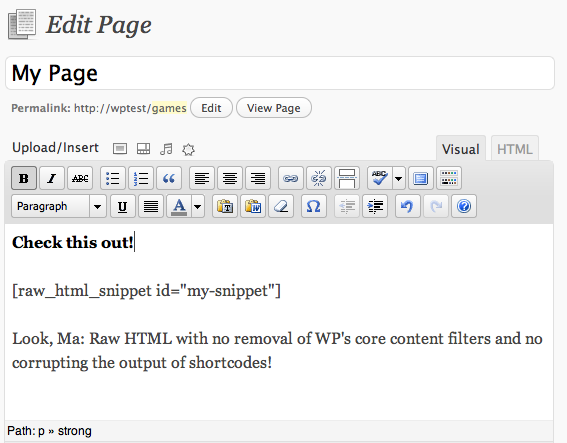 Edit Page
My Page
Permalink: http://wptest/games Edit View Page
Upload/Insert Visual HTML
B I ABC ABC
Paragraph U A T W Ω ?
Check this out!
[raw_html_snippet id="my-snippet"]
Look, Ma: Raw HTML with no removal of WP's core content filters and no
corrupting the output of shortcodes!
Path: p » strong